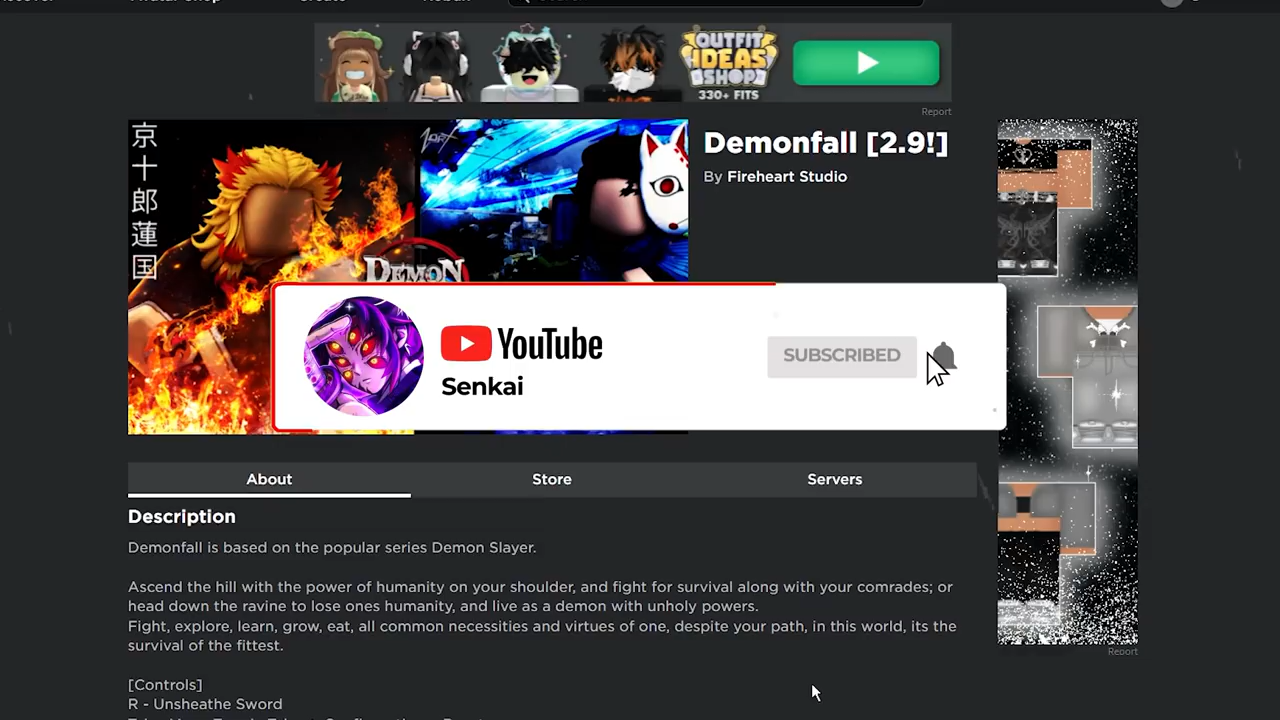 OUTFIT
IDEAS
SHOP
330+ FITS
Report
京
十
郎
蓮
国
DEMON
Demonfall [2.9!]
By Fireheart Studio
YouTube
Senkai
SUBSCRIBED
About
Store
Servers
Description
Demonfall is based on the popular series Demon Slayer.
Ascend the hill with the power of humanity on your shoulder, and fight for survival along with your comrades; or
head down the ravine to lose ones humanity, and live as a demon with unholy powers.
Fight, explore, learn, grow, eat, all common necessities and virtues of one, despite your path, in this world, its the
survival of the fittest.
Report
[Controls]
R - Unsheathe Sword